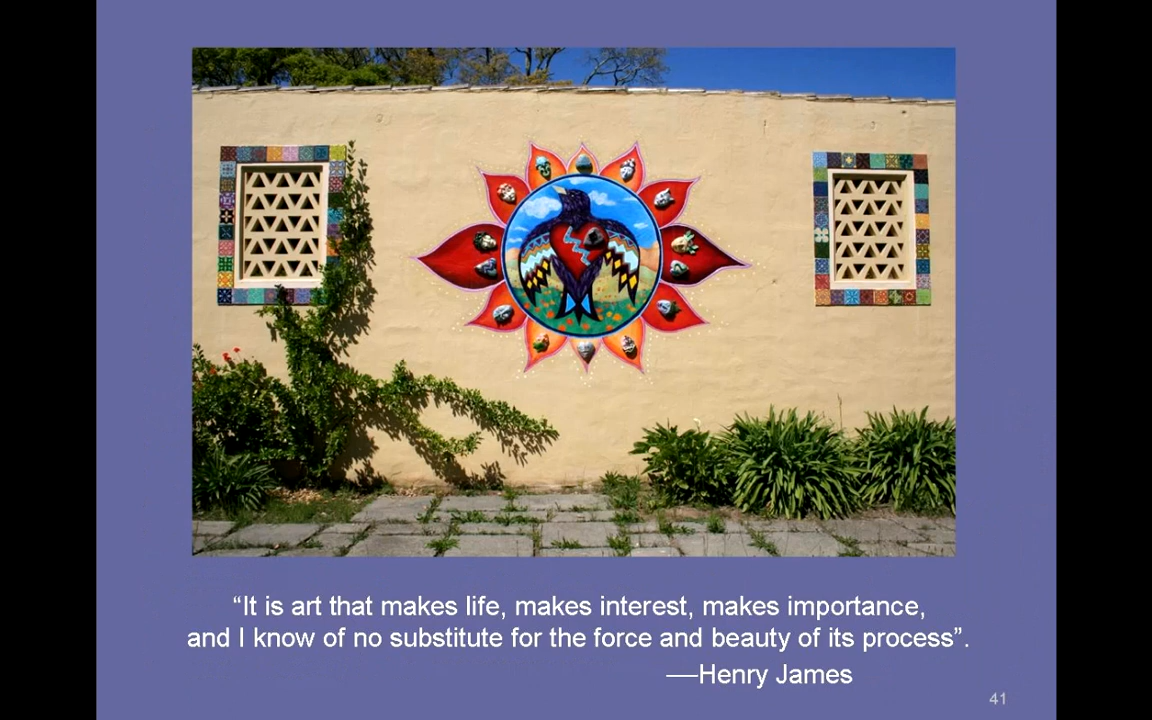 “It is art that makes life, makes interest, makes importance,
and I know of no substitute for the force and beauty of its process”.
—Henry James
41